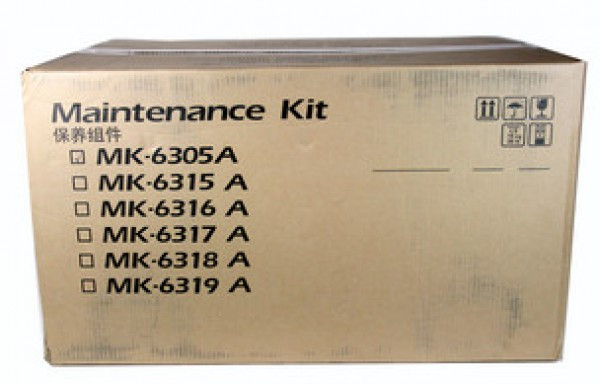 Maintenance Kit
保养组件
☑ MK-6305A
☐ MK-6315 A
☐ MK-6316 A
☐ MK-6317 A
☐ MK-6318 A
☐ MK-6319 A